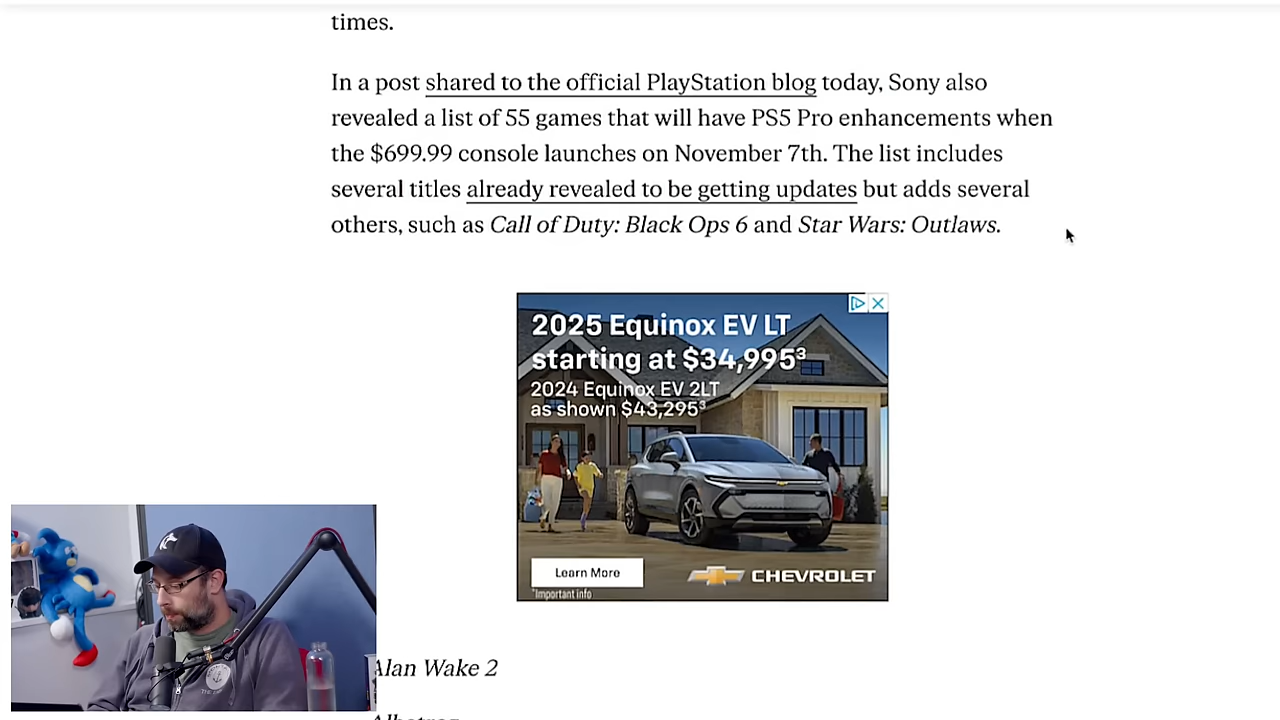 times.
In a post shared to the official PlayStation blog today, Sony also
revealed a list of 55 games that will have PS5 Pro enhancements when
the $699.99 console launches on November 7th. The list includes
several titles already revealed to be getting updates but adds several
others, such as Call of Duty: Black Ops 6 and Star Wars: Outlaws.
2025 Equinox EV LT
starting at $34,995³
2024 Equinox EV 2LT
as shown $43,295³
Learn More
CHEVROLET
*Important info
Alan Wake 2